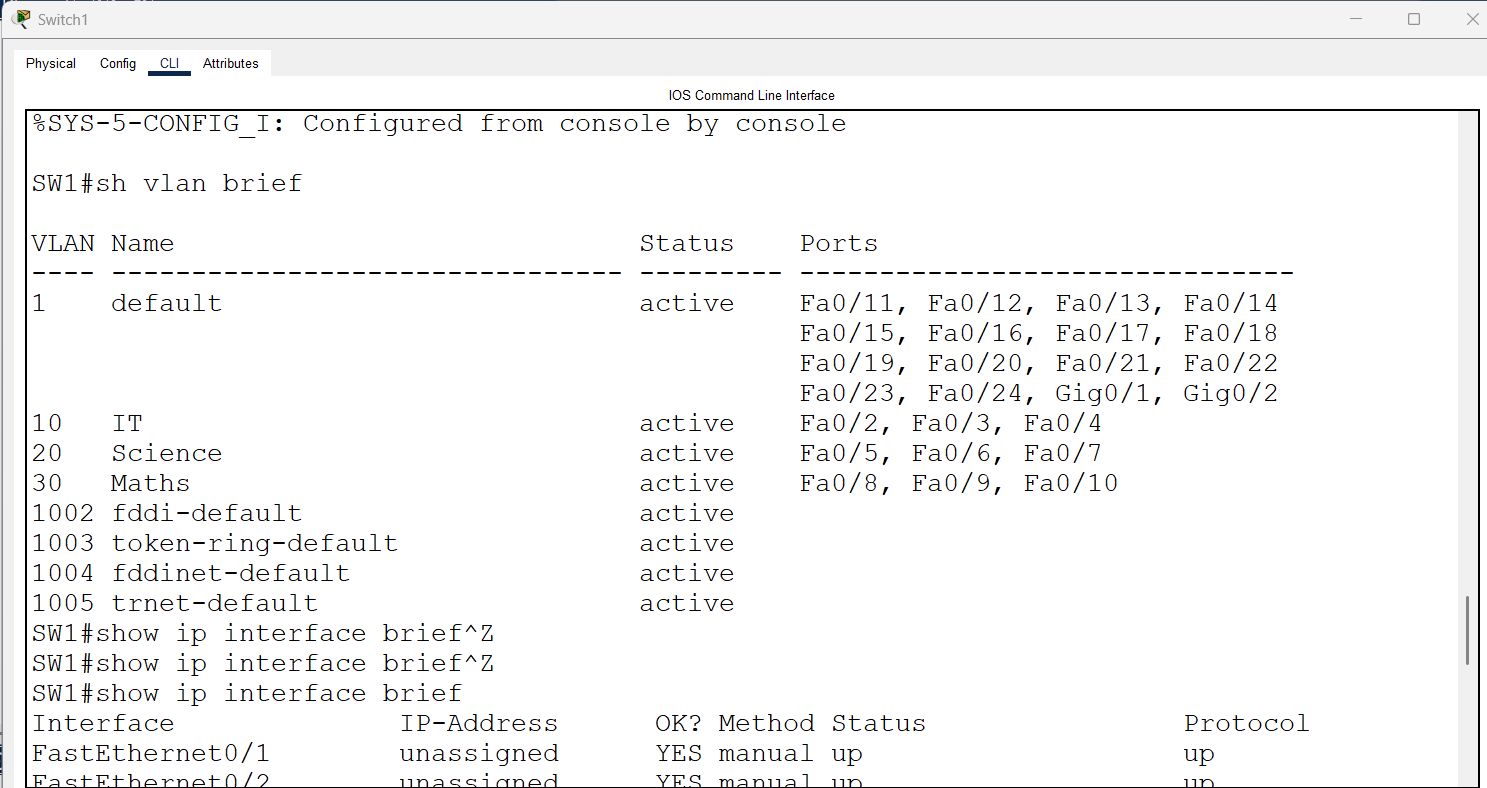 Switch1
Physical Config CLI Attributes
IOS Command Line Interface
%SYS-5-CONFIG_I: Configured from console by console
SW1#sh vlan brief
VLAN Name Status Ports
---- -------------------------------- --------- -------------------------------
1 default active Fa0/11, Fa0/12, Fa0/13, Fa0/14
Fa0/15, Fa0/16, Fa0/17, Fa0/18
Fa0/19, Fa0/20, Fa0/21, Fa0/22
Fa0/23, Fa0/24, Gig0/1, Gig0/2
10 IT active Fa0/2, Fa0/3, Fa0/4
20 Science active Fa0/5, Fa0/6, Fa0/7
30 Maths active Fa0/8, Fa0/9, Fa0/10
1002 fddi-default active
1003 token-ring-default active
1004 fddinet-default active
1005 trnet-default active
SW1#show ip interface brief^Z
SW1#show ip interface brief^Z
SW1#show ip interface brief
Interface IP-Address OK? Method Status Protocol
FastEthernet0/1 unassigned YES manual up up
FastEthernet0/2 unassigned YES manual up up